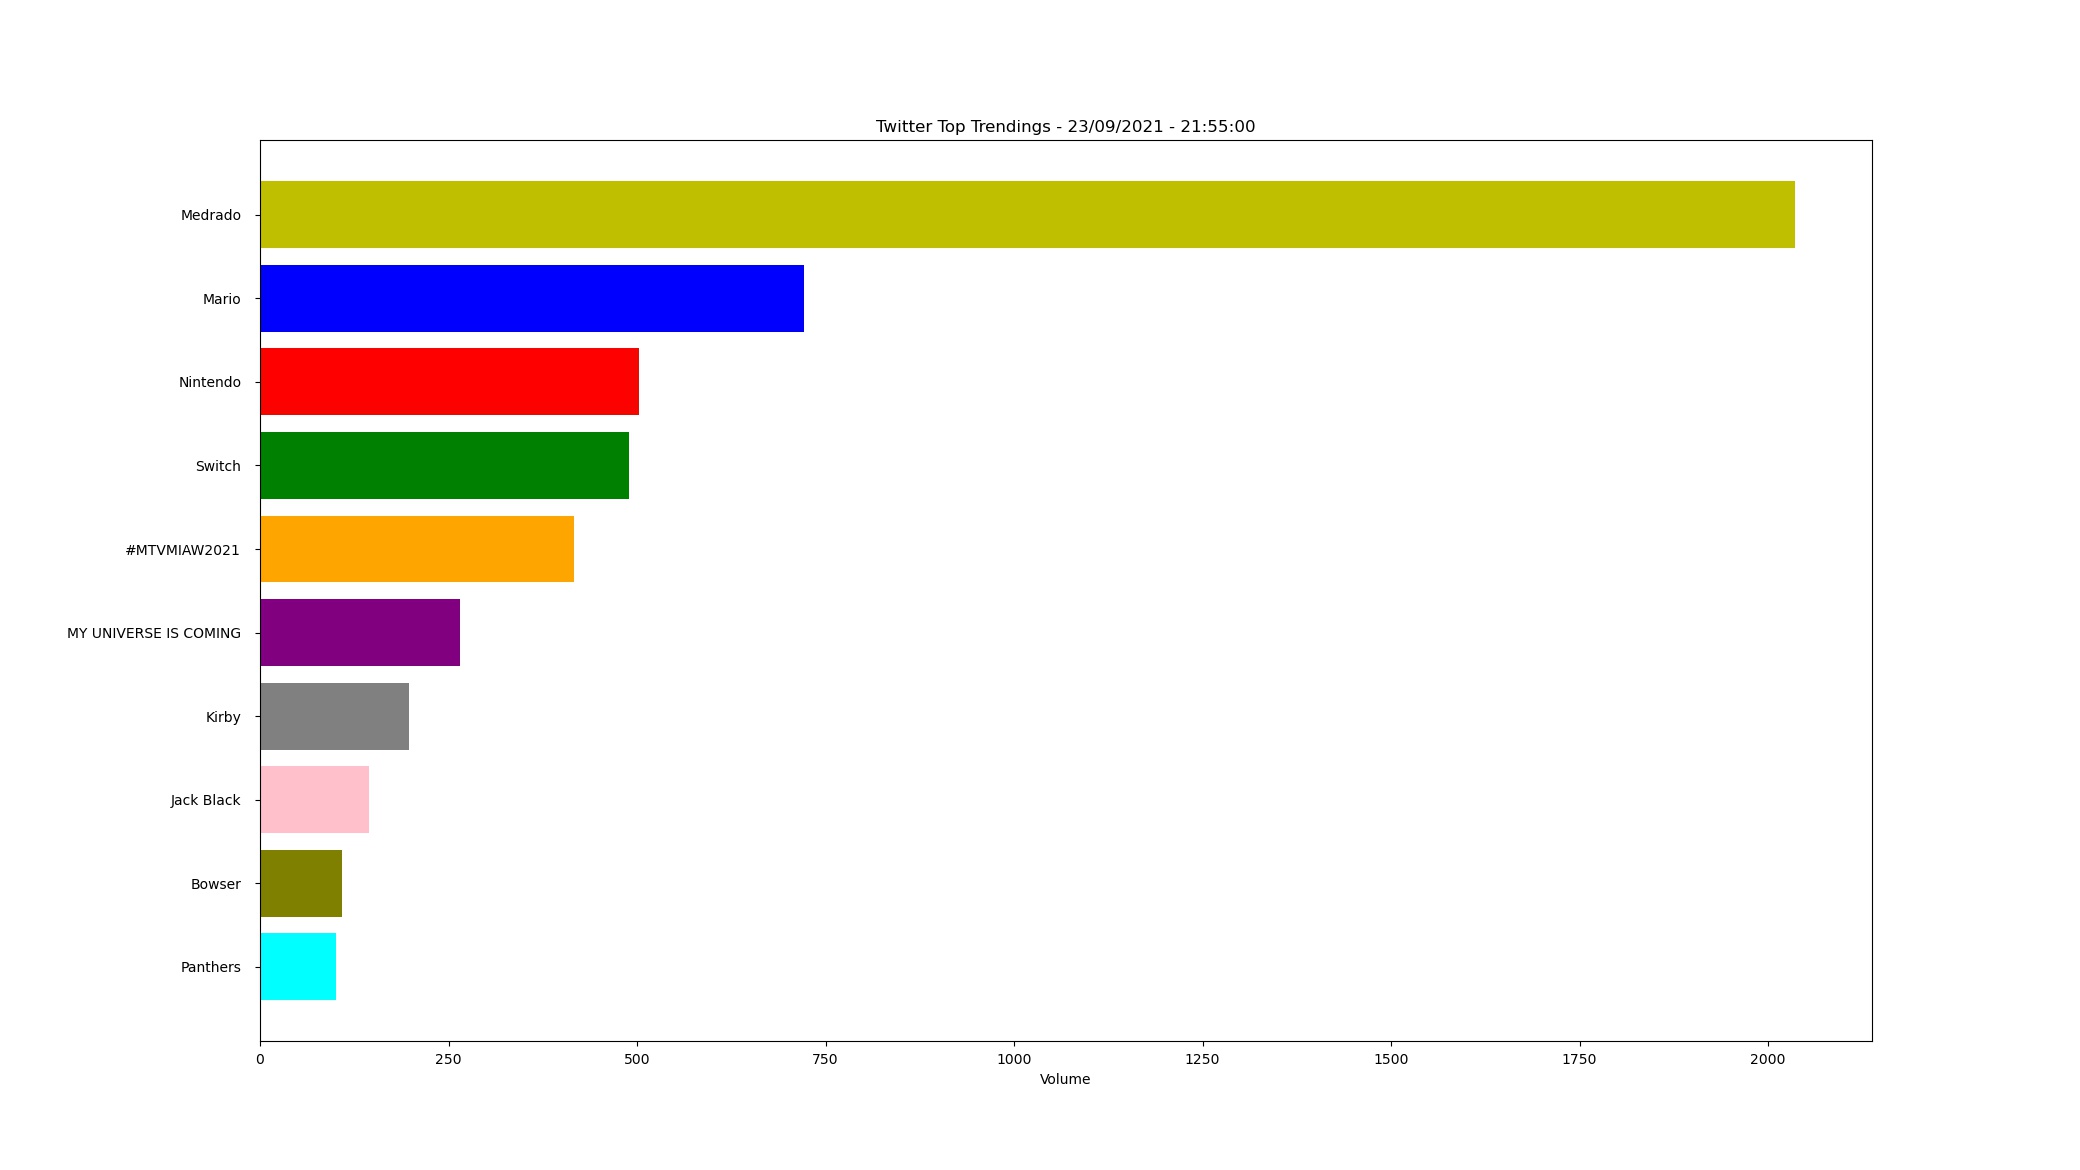 Twitter Top Trendings - 23/09/2021 - 21:55:00
Medrado
Mario
Nintendo
Switch
#MTVMIAW2021
MY UNIVERSE IS COMING
Kirby
Jack Black
Bowser
Panthers
0 250 500 750 1000 1250 1500 1750 2000
Volume